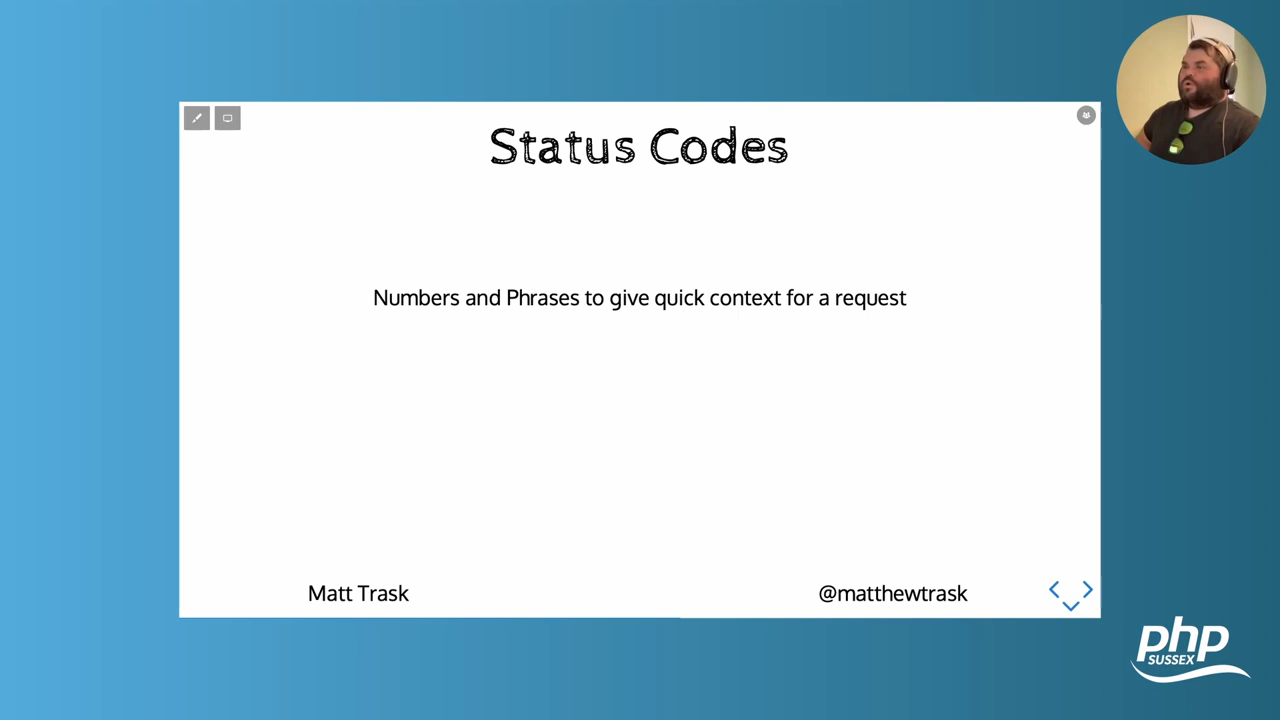 Status Codes
Numbers and Phrases to give quick context for a request
Matt Trask
@matthewtrask
php
SUSSEX